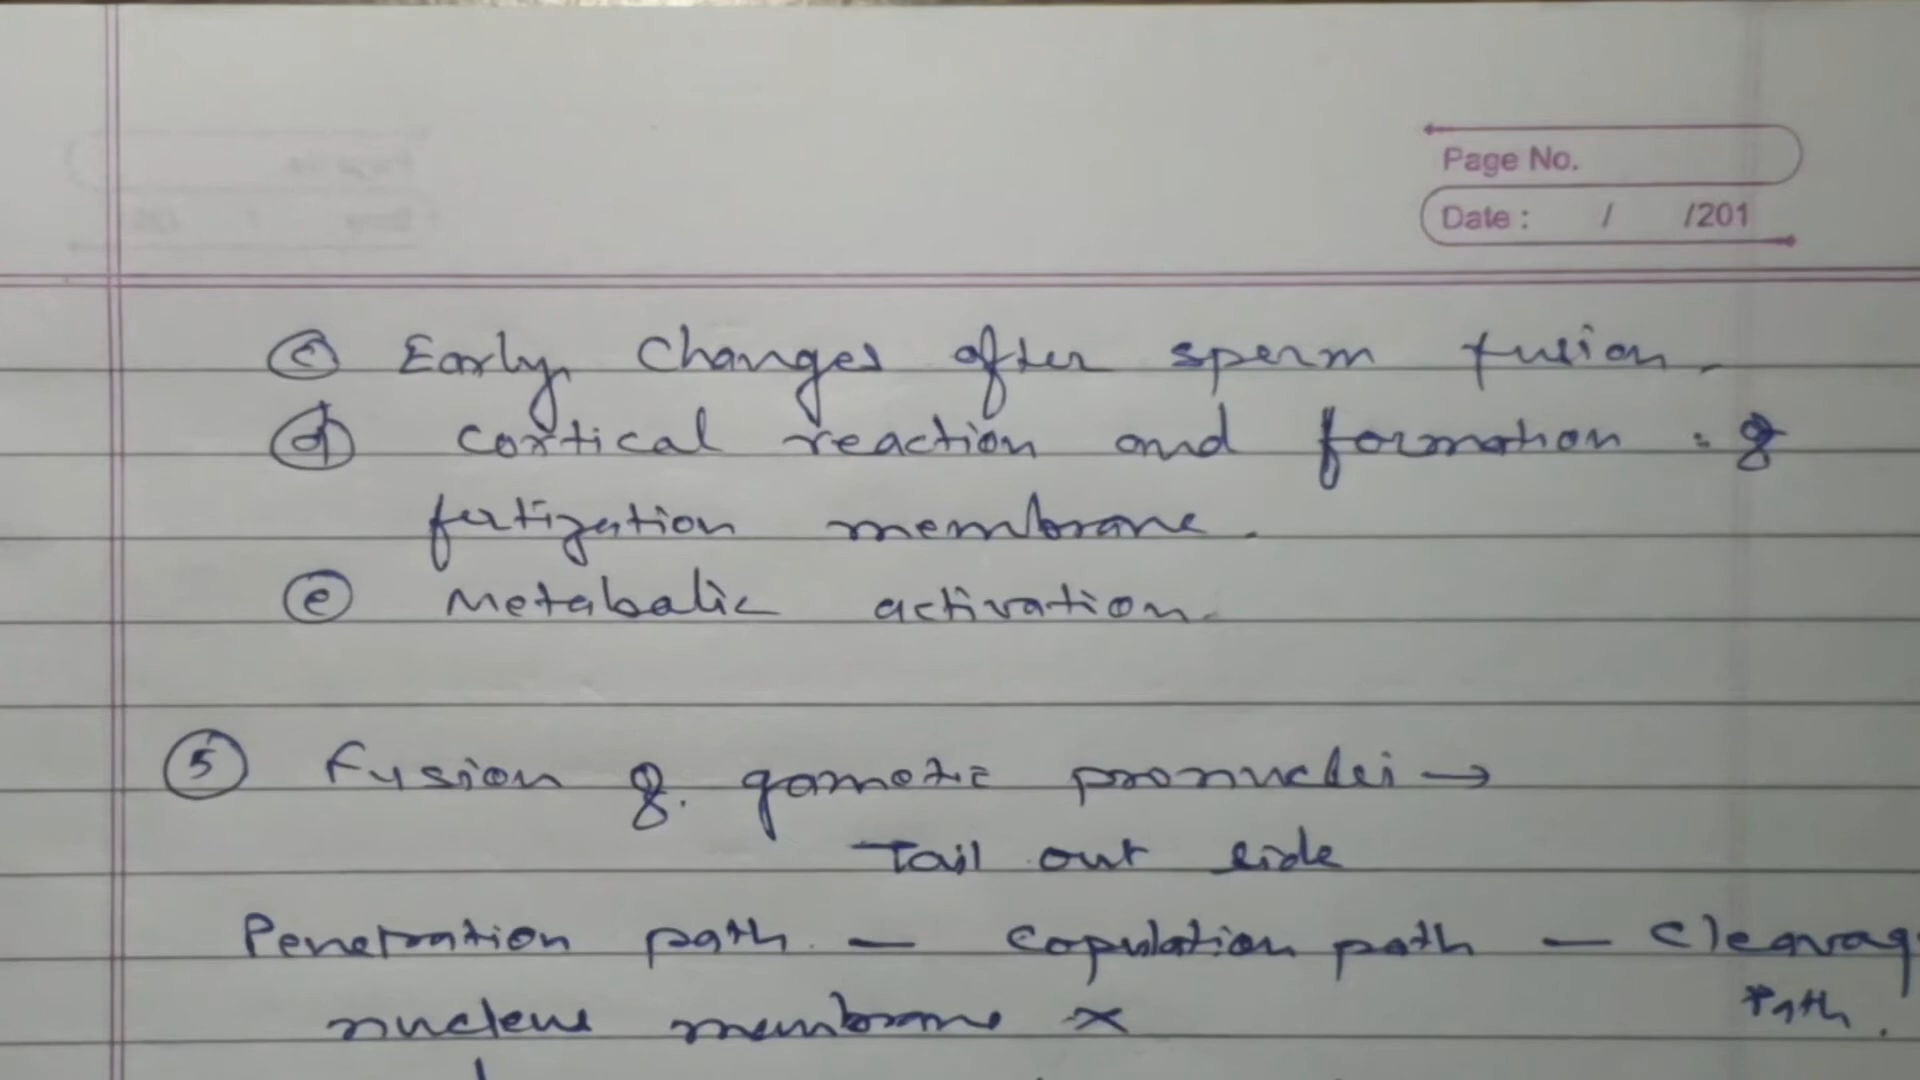 Page No.
Date : / /201
(c) Early changes after sperm fusion.
(d) cortical reaction and formation of
fertization membrane.
(e) Metabalic activation.
(5) Fusion of gametic pronuclei →
Tail out side
Penetration path. — copulation path — cleavag
nucleus membrane × Path.